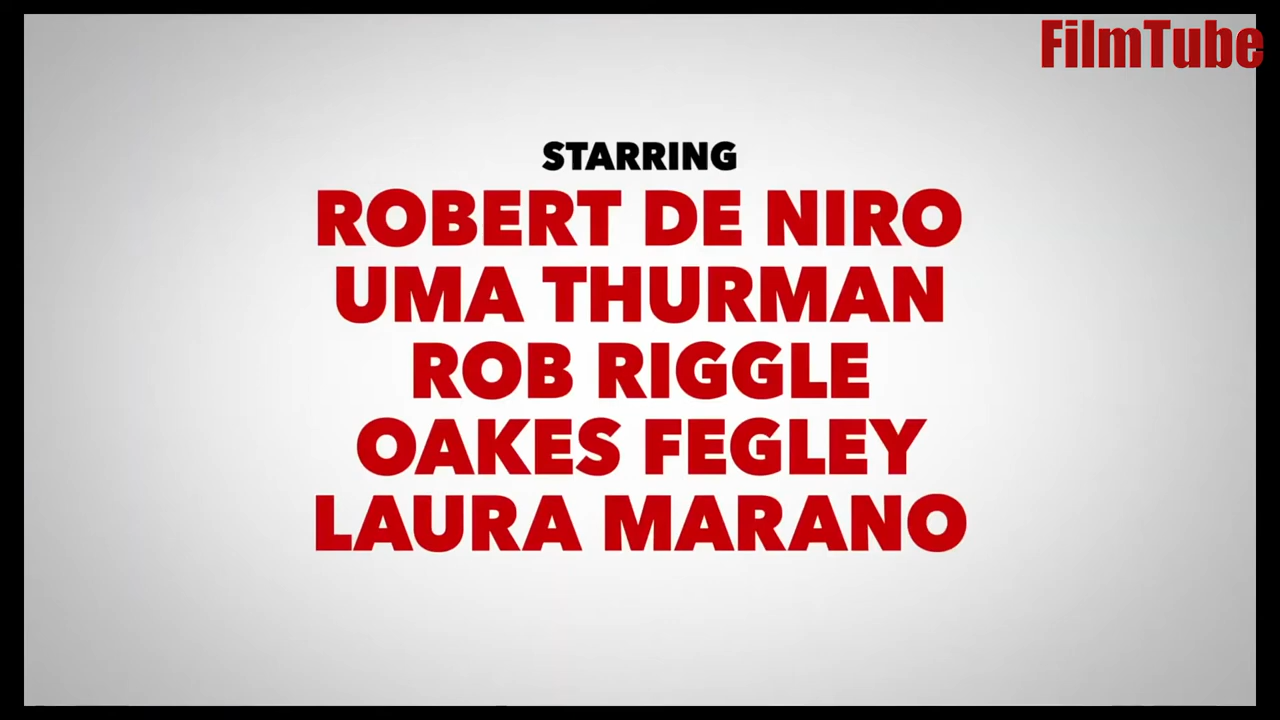 FilmTube
STARRING
ROBERT DE NIRO
UMA THURMAN
ROB RIGGLE
OAKES FEGLEY
LAURA MARANO